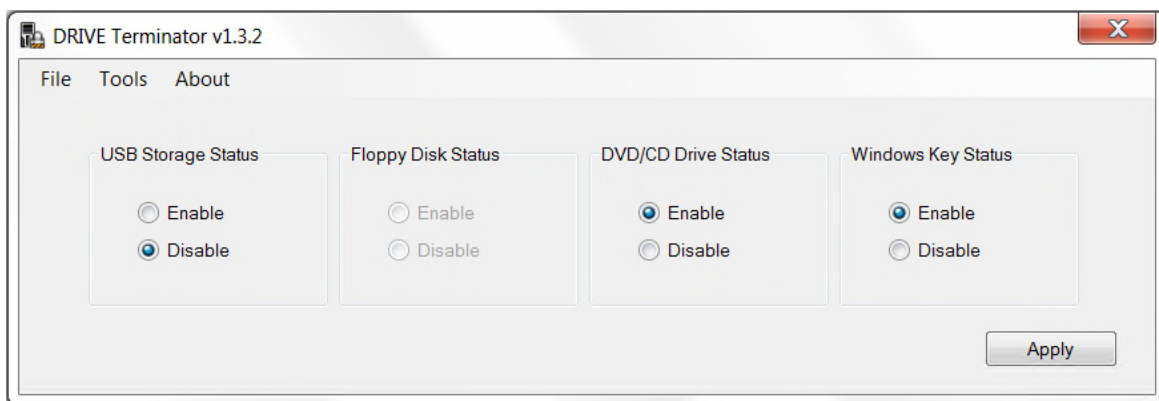 DRIVE Terminator v1.3.2
X
File Tools About
USB Storage Status Floppy Disk Status DVD/CD Drive Status Windows Key Status
Enable Enable Enable Enable
Disable Disable Disable Disable
Apply